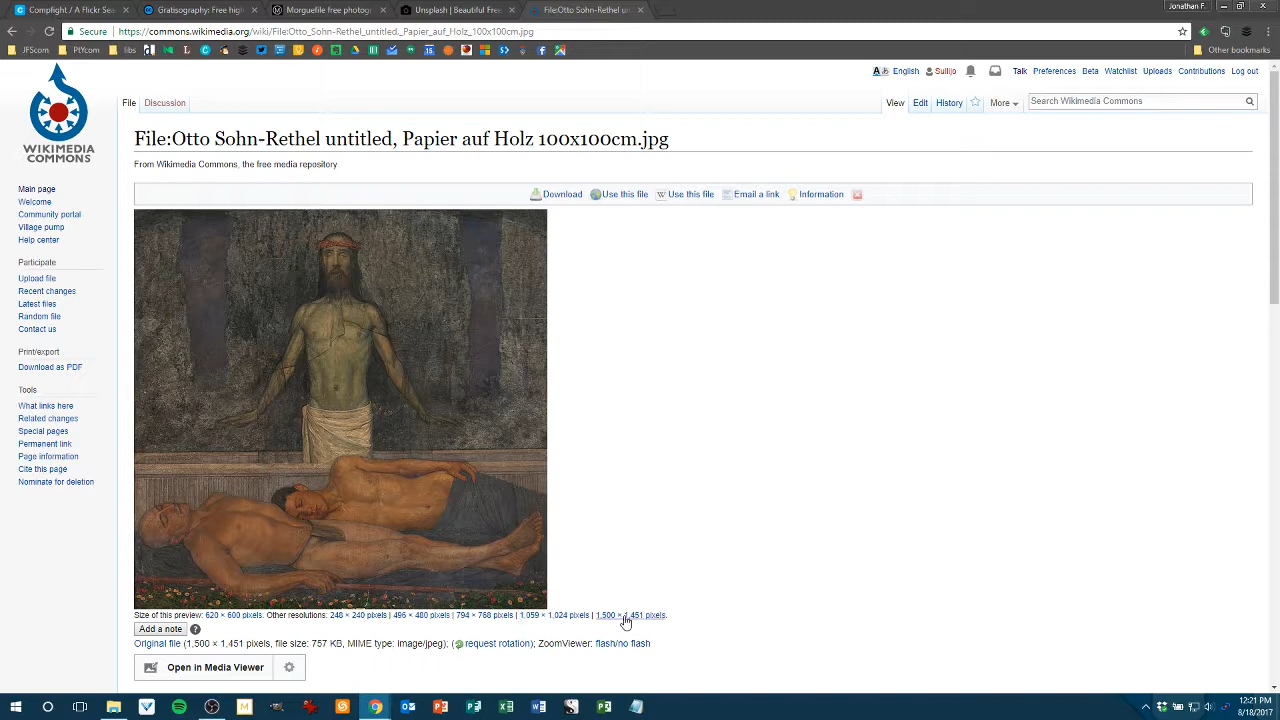 Complfight / A Flickr Sea
Gratisography: Free high
Morguefile free photogr
Unsplash | Beautiful Free
File:Otto Sohn-Rethel un
Jonathan F.
Secure https://commons.wikimedia.org/wiki/File:Otto_Sohn-Rethel_untitled,_Papier_auf_Holz_100x100cm.jpg
JFScom PItYcom libs Other bookmarks
English Sullijo Talk Preferences Beta Watchlist Uploads Contributions Log out
File Discussion View Edit History More Search Wikimedia Commons
WIKIMEDIA
COMMONS
File:Otto Sohn-Rethel untitled, Papier auf Holz 100x100cm.jpg
From Wikimedia Commons, the free media repository
Download Use this file Use this file Email a link Information
Main page
Welcome
Community portal
Village pump
Help center
Participate
Upload file
Recent changes
Latest files
Random file
Contact us
Print/export
Download as PDF
Tools
What links here
Related changes
Special pages
Permanent link
Page information
Cite this page
Nominate for deletion
Size of this preview: 620 × 600 pixels. Other resolutions: 248 × 240 pixels | 496 × 480 pixels | 794 × 768 pixels | 1,059 × 1,024 pixels | 1,500 × 1,451 pixels.
Add a note
Original file (1,500 × 1,451 pixels, file size: 757 KB, MIME type: image/jpeg); (request rotation); ZoomViewer: flash/no flash
Open in Media Viewer
12:21 PM
8/18/2017